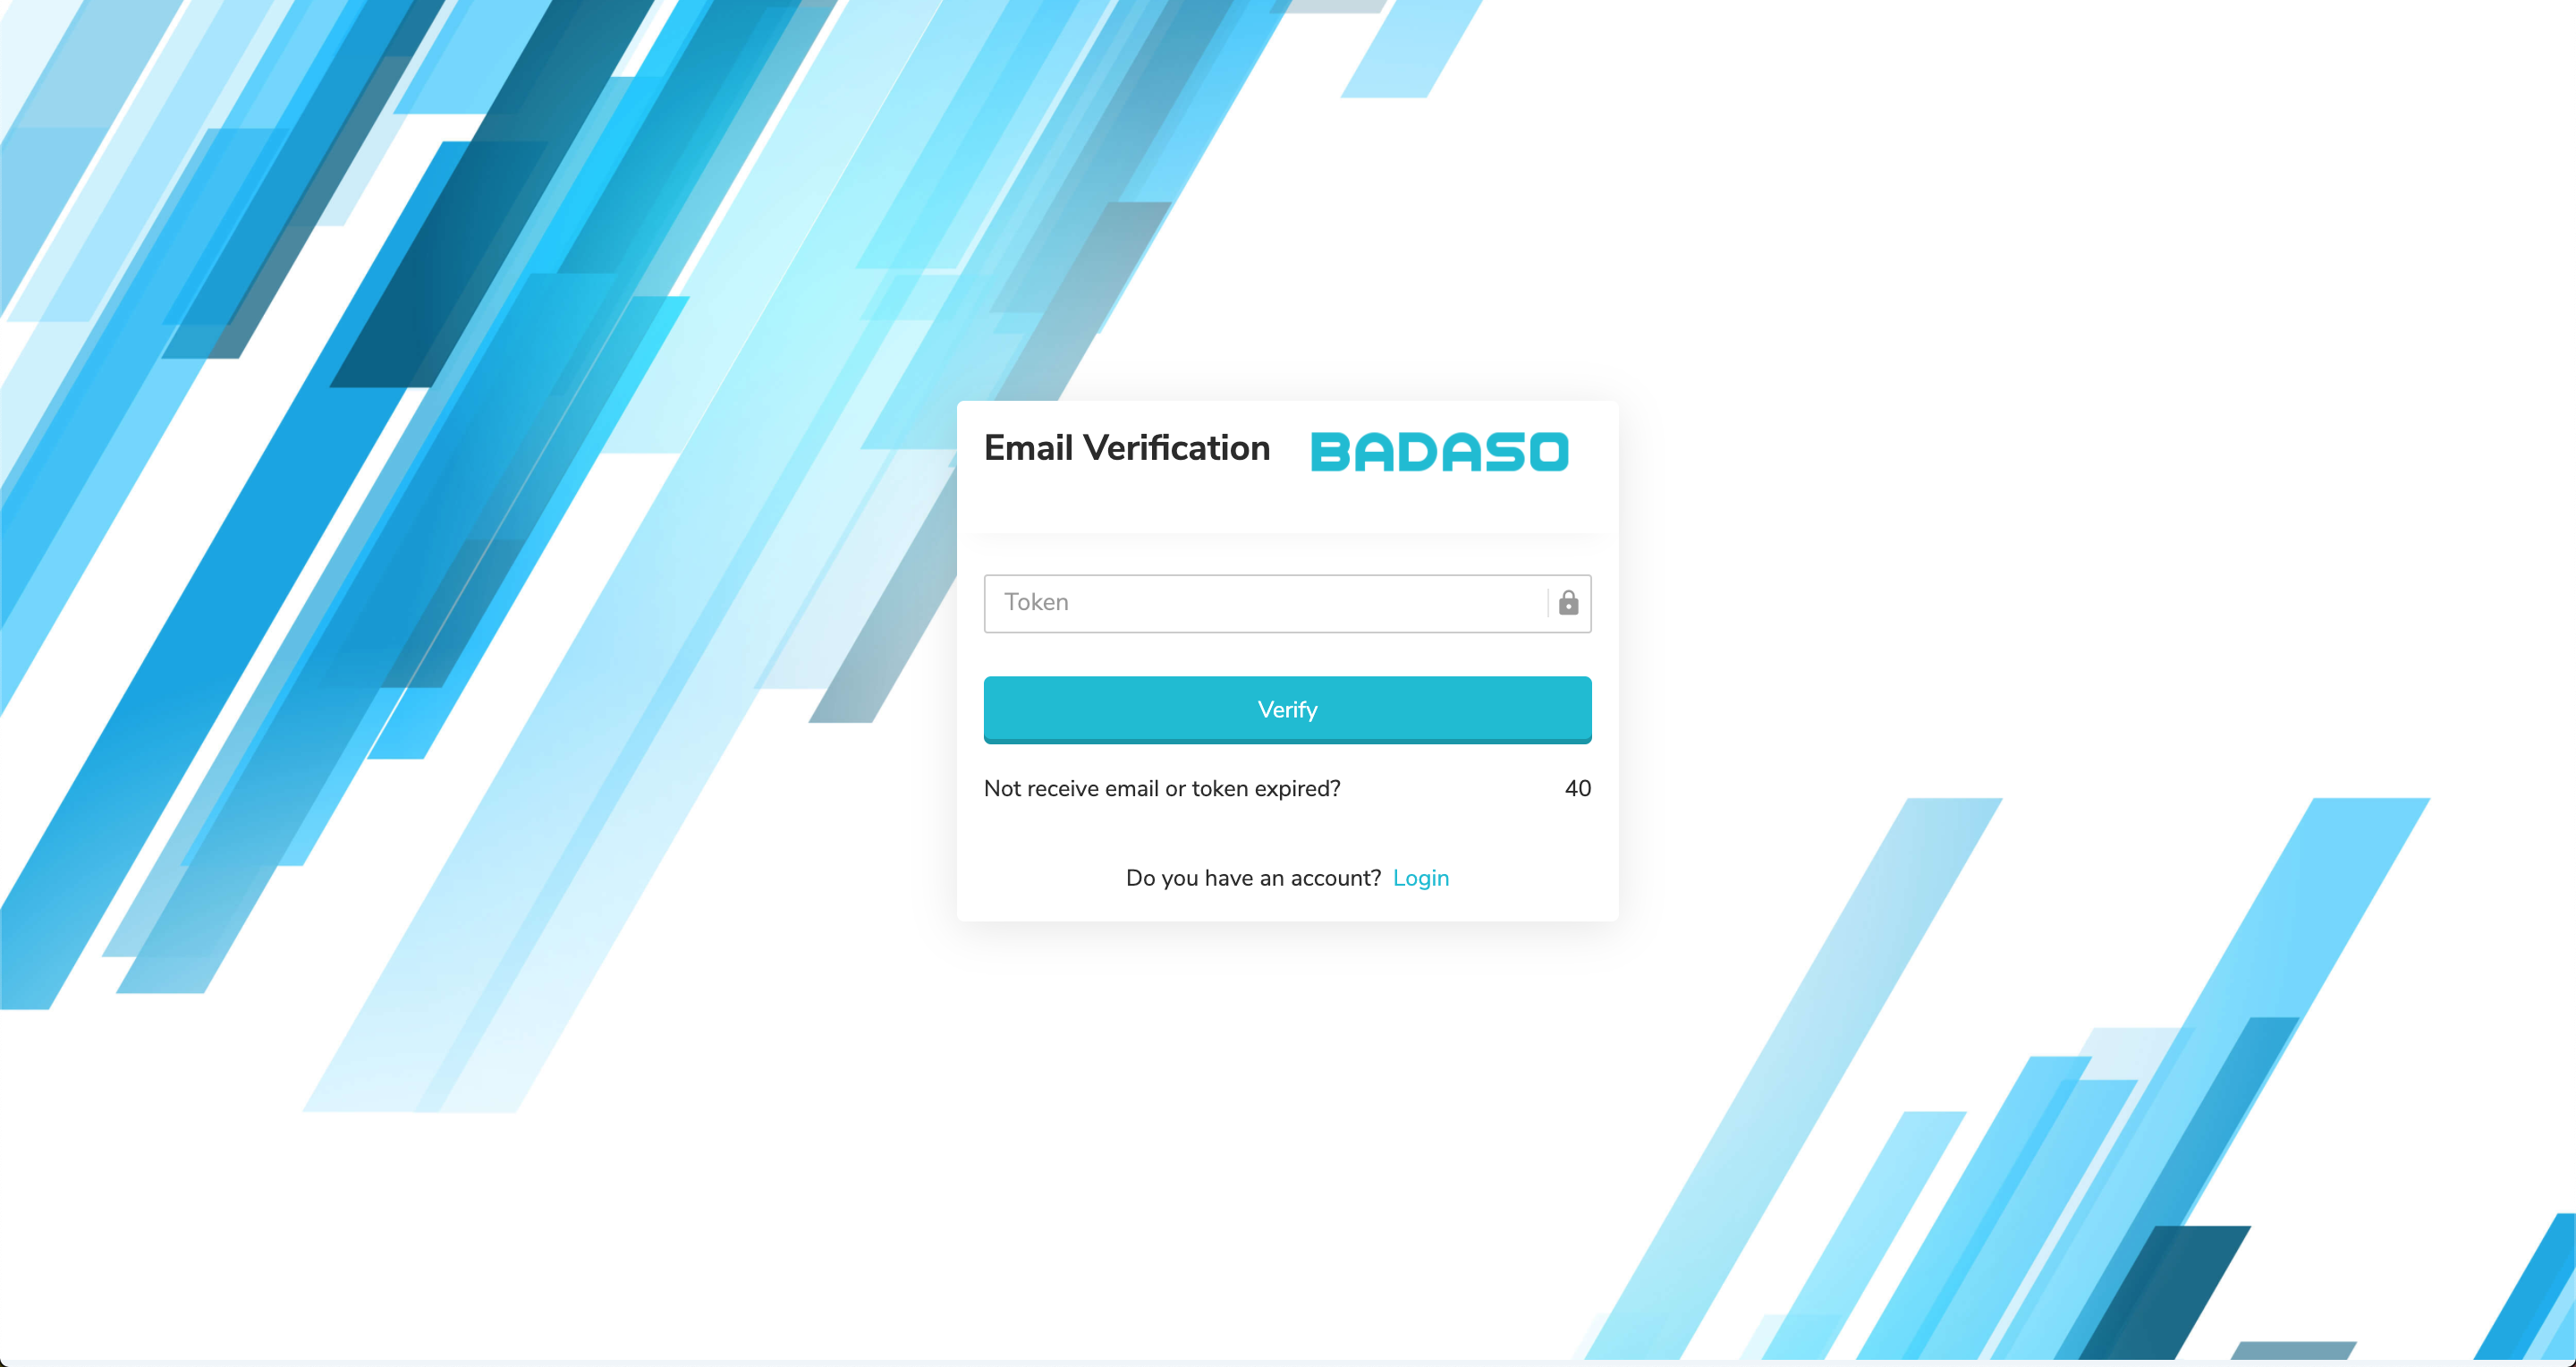 Email Verification BADASO
Token
Verify
Not receive email or token expired? 40
Do you have an account? Login